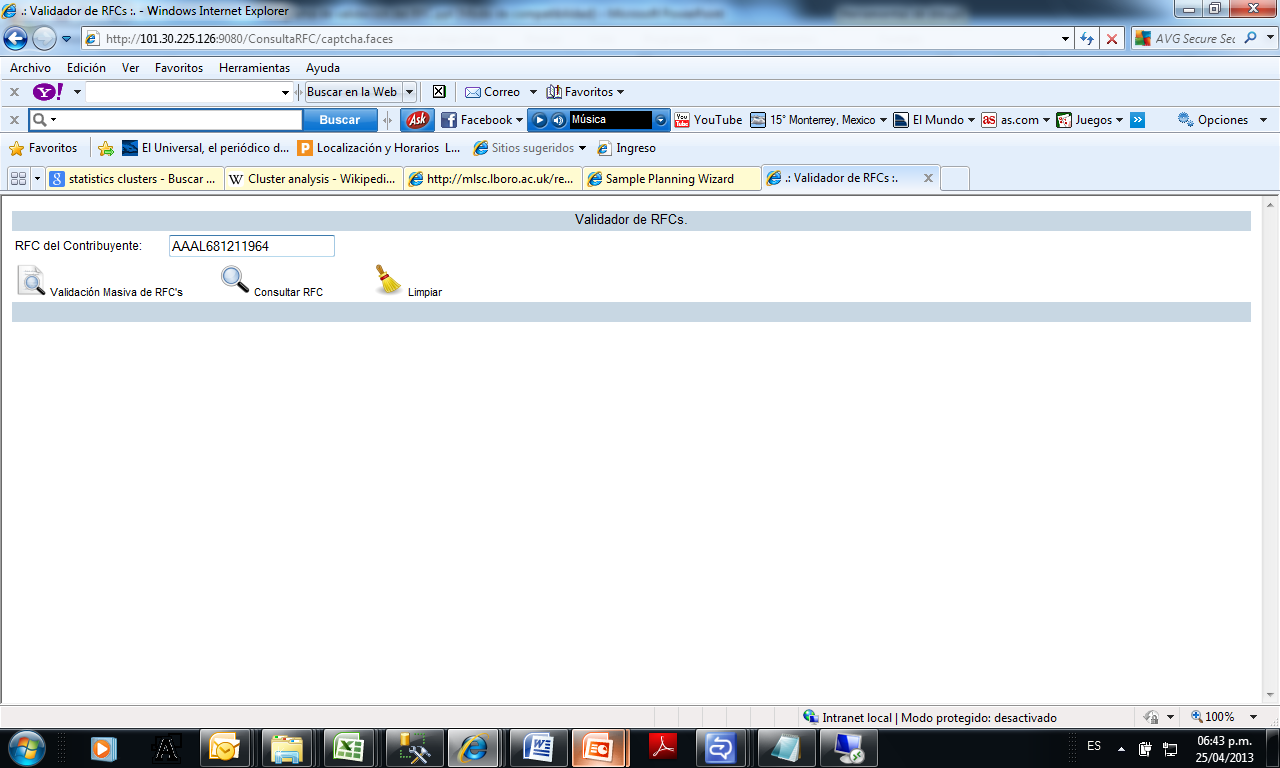 .: Validador de RFCs :. - Windows Internet Explorer
http://101.30.225.126:9080/ConsultaRFC/captcha.faces
AVG Secure Sec
Archivo Edición Ver Favoritos Herramientas Ayuda
Y! Buscar en la Web Correo Favoritos
Buscar Ask Facebook Música YouTube 15° Monterrey, Mexico El Mundo as as.com Juegos Opciones
Favoritos El Universal, el periódico d... Localización y Horarios L... Sitios sugeridos Ingreso
statistics clusters - Buscar ... Cluster analysis - Wikipedi... http://mlsc.lboro.ac.uk/re... Sample Planning Wizard .: Validador de RFCs :.
Validador de RFCs.
RFC del Contribuyente: AAAL681211964
Validación Masiva de RFC's Consultar RFC Limpiar
Intranet local | Modo protegido: desactivado 100%
ES 06:43 p.m.
25/04/2013